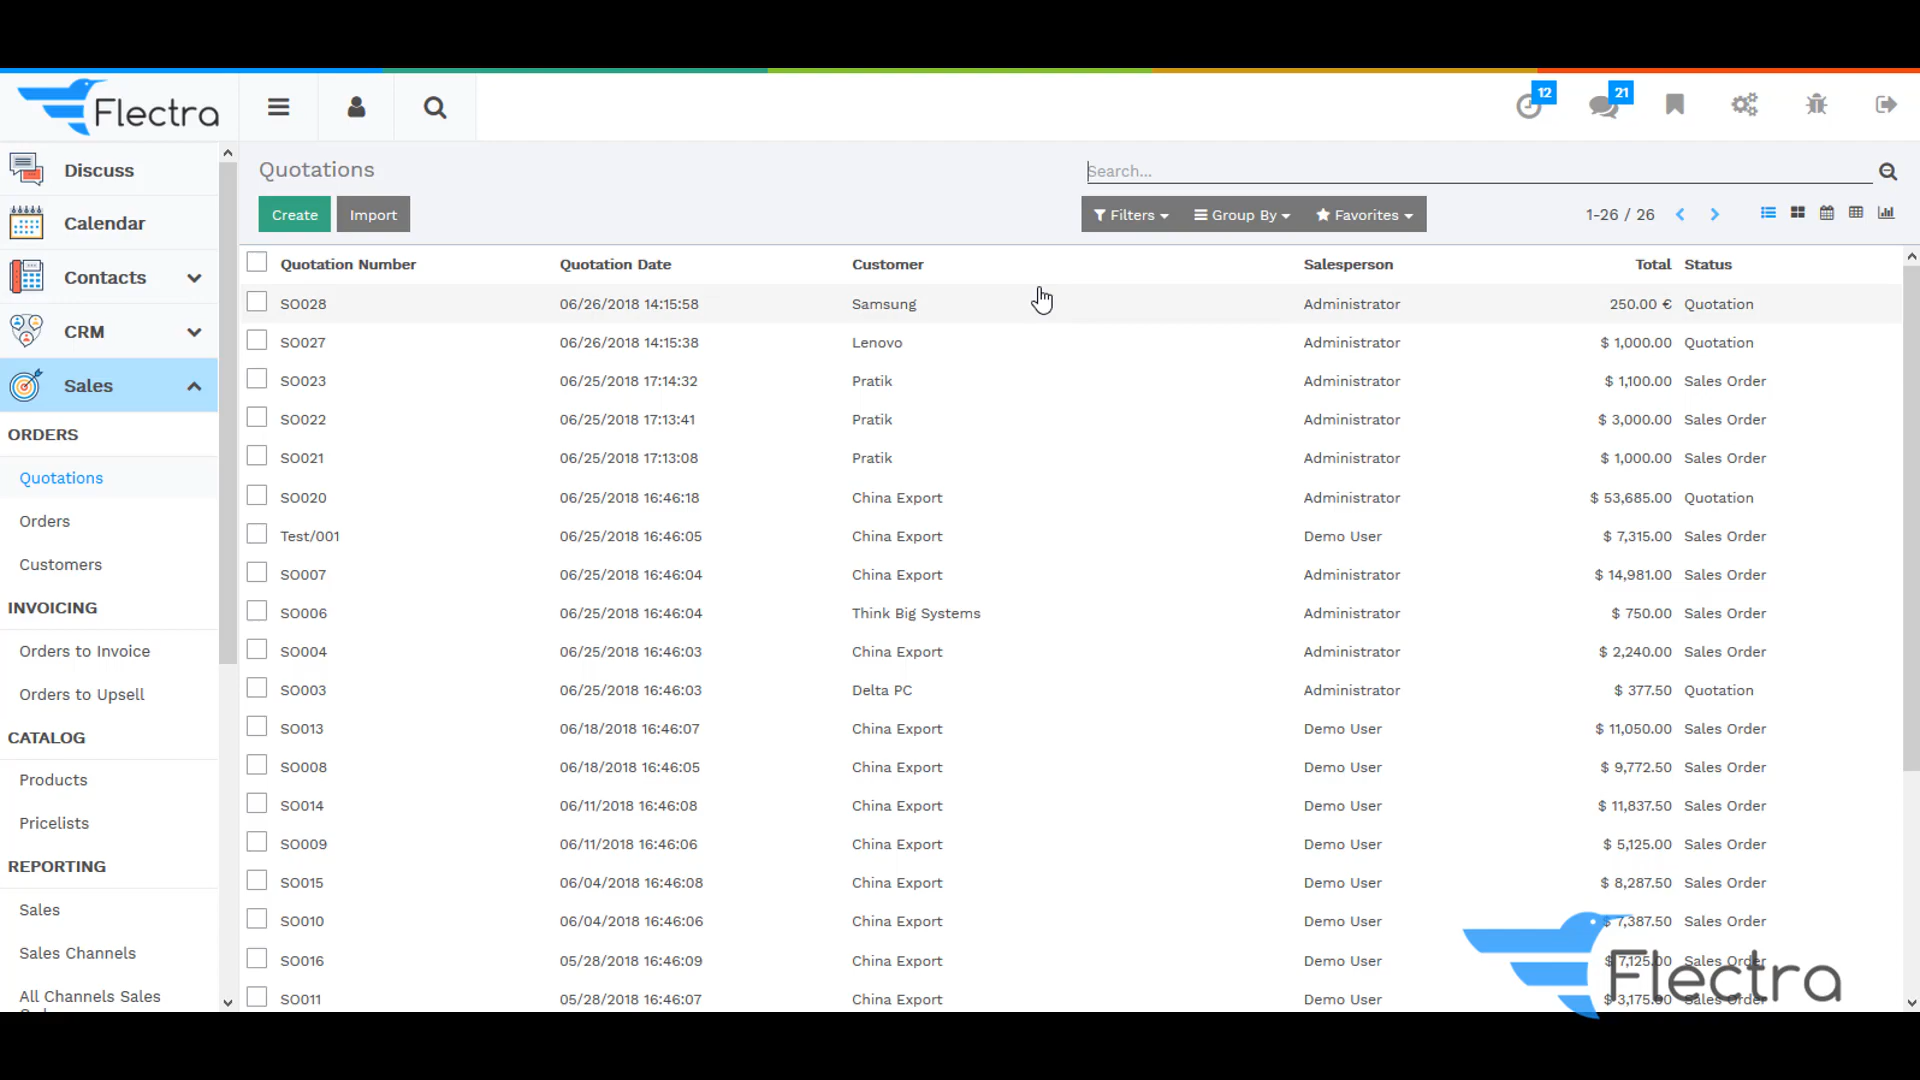 Flectra
12
21
Discuss
Calendar
Contacts
CRM
Sales
ORDERS
Quotations
Orders
Customers
INVOICING
Orders to Invoice
Orders to Upsell
CATALOG
Products
Pricelists
REPORTING
Sales
Sales Channels
All Channels Sales
Quotations
Search...
Create Import
Filters Group By Favorites 1-26 / 26
Quotation Number Quotation Date Customer Salesperson Total Status
SO028 06/26/2018 14:15:58 Samsung Administrator 250.00 € Quotation
SO027 06/26/2018 14:15:38 Lenovo Administrator $ 1,000.00 Quotation
SO023 06/25/2018 17:14:32 Pratik Administrator $ 1,100.00 Sales Order
SO022 06/25/2018 17:13:41 Pratik Administrator $ 3,000.00 Sales Order
SO021 06/25/2018 17:13:08 Pratik Administrator $ 1,000.00 Sales Order
SO020 06/25/2018 16:46:18 China Export Administrator $ 53,685.00 Quotation
Test/001 06/25/2018 16:46:05 China Export Demo User $ 7,315.00 Sales Order
SO007 06/25/2018 16:46:04 China Export Administrator $ 14,981.00 Sales Order
SO006 06/25/2018 16:46:04 Think Big Systems Administrator $ 750.00 Sales Order
SO004 06/25/2018 16:46:03 China Export Administrator $ 2,240.00 Sales Order
SO003 06/25/2018 16:46:03 Delta PC Administrator $ 377.50 Quotation
SO013 06/18/2018 16:46:07 China Export Demo User $ 11,050.00 Sales Order
SO008 06/18/2018 16:46:05 China Export Demo User $ 9,772.50 Sales Order
SO014 06/11/2018 16:46:08 China Export Demo User $ 11,837.50 Sales Order
SO009 06/11/2018 16:46:06 China Export Demo User $ 5,125.00 Sales Order
SO015 06/04/2018 16:46:08 China Export Demo User $ 8,287.50 Sales Order
SO010 06/04/2018 16:46:06 China Export Demo User $ 7,387.50 Sales Order
SO016 05/28/2018 16:46:09 China Export Demo User $ 7,125.00 Sales Order
SO011 05/28/2018 16:46:07 China Export Demo User $ 3,175.00 Sales Order
Flectra